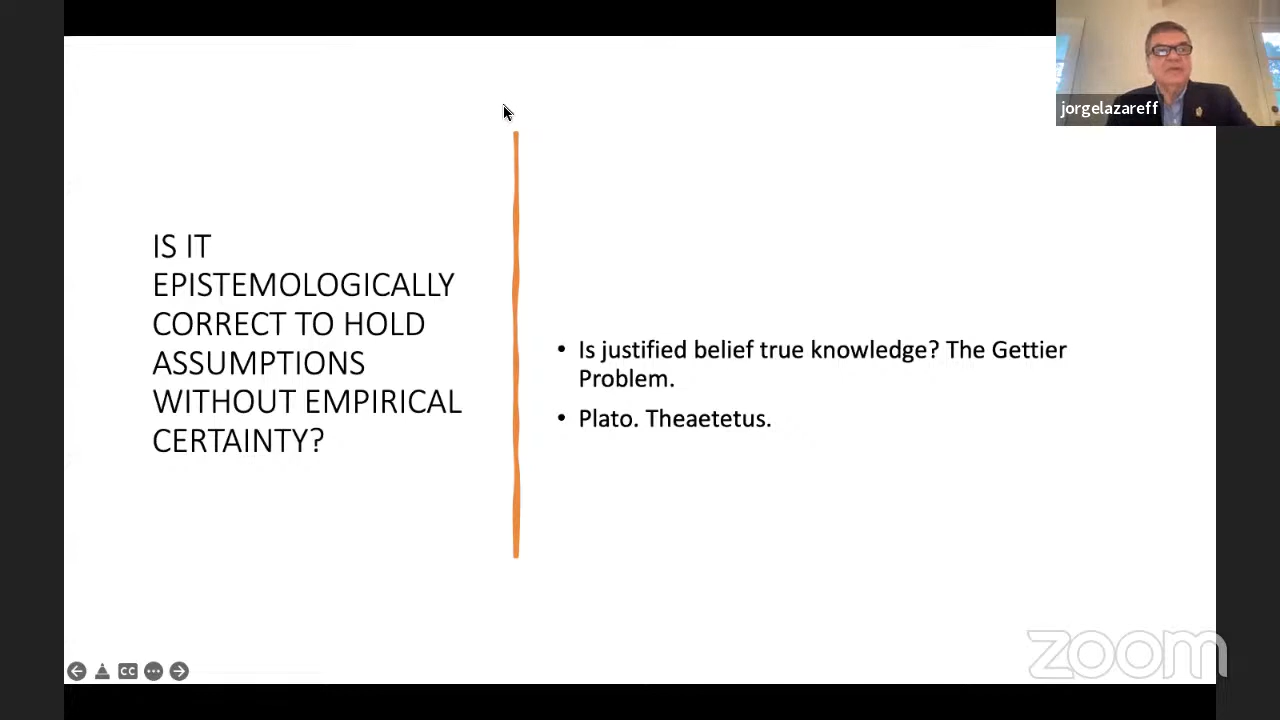 jorgelazareff
IS IT
EPISTEMOLOGICALLY
CORRECT TO HOLD
ASSUMPTIONS
WITHOUT EMPIRICAL
CERTAINTY?
• Is justified belief true knowledge? The Gettier
Problem.
• Plato. Theaetetus.
CC
zoom